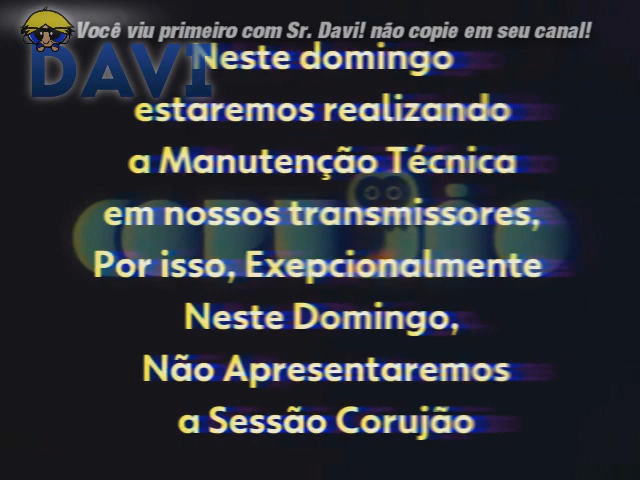 Você viu primeiro com Sr. Davi! não copie em seu canal!
DAVI
Neste domingo
estaremos realizando
a Manutenção Técnica
em nossos transmissores,
Por isso, Exepcionalmente
Neste Domingo,
Não Apresentaremos
a Sessão Corujão
CORUJÃO